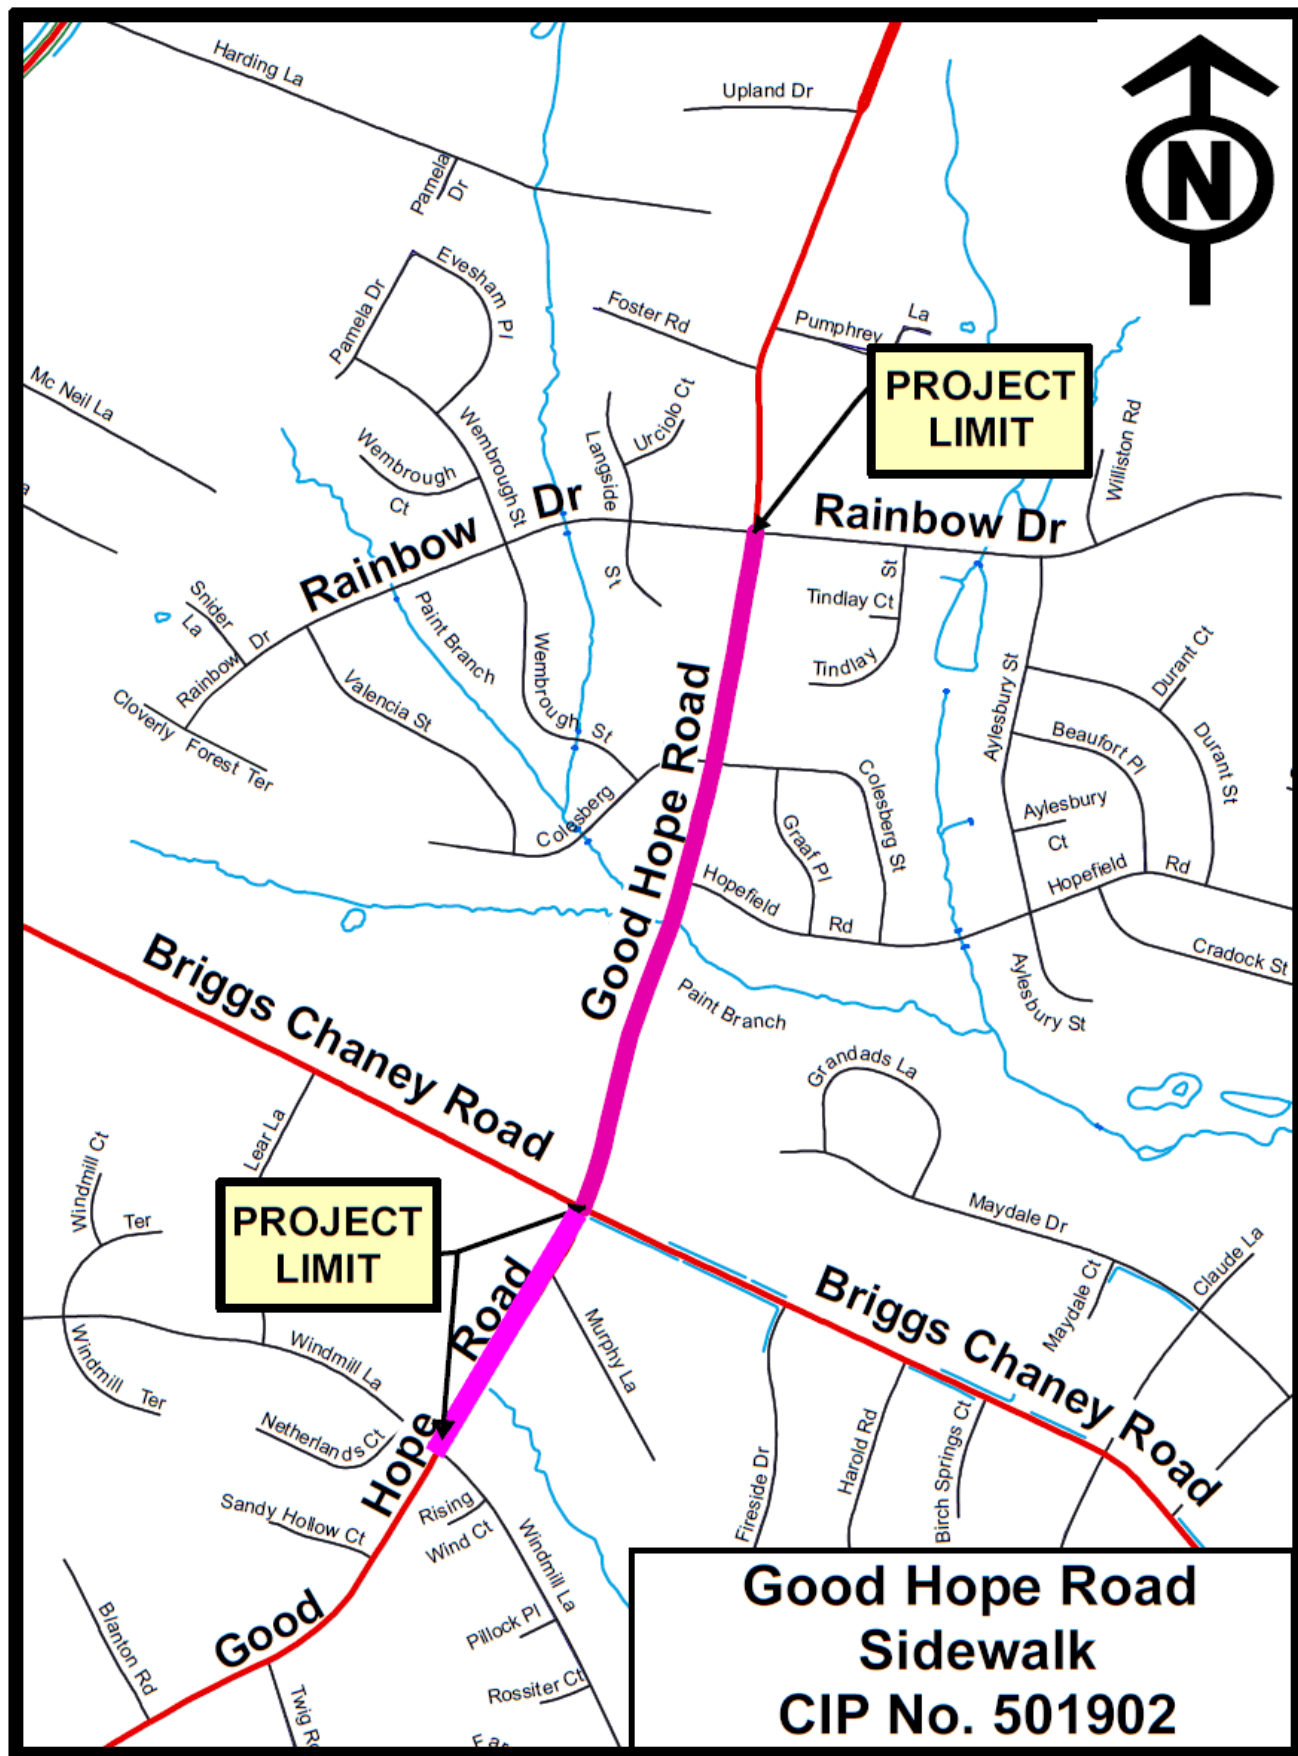 Harding La
Upland Dr
N
Pamela
Dr
Evesham Pl
Pamela Dr
Foster Rd
Pumphrey
La
PROJECT
LIMIT
Mc Neil La
Urciolo Ct
Langside
St
Wembrough
Ct
Wembrough St
Williston Rd
Rainbow Dr
Rainbow Dr
Snider
La
Rainbow Dr
Paint Branch
St
Tindlay Ct
Tindlay
Wembrough St
Valencia St
Cloverly Forest Ter
Good Hope Road
Aylesbury St
Durant Ct
Durant St
Beaufort Pl
Colesberg
Colesberg St
Graaf Pl
Aylesbury
Ct
Hopefield Rd
Hopefield Rd
Cradock St
Aylesbury St
Paint Branch
Briggs Chaney Road
Grandads La
Lear La
Windmill Ct
Ter
PROJECT
LIMIT
Maydale Dr
Claude La
Maydale Ct
Briggs Chaney Road
Murphy La
Windmill La
Windmill Ter
Netherlands Ct
Good Hope Road
Sandy Hollow Ct
Rising
Wind Ct
Windmill La
Fireside Dr
Harold Rd
Birch Springs Ct
Blanton Rd
Pillock Pl
Rossiter Ct
Twig
Good Hope Road
Sidewalk
CIP No. 501902